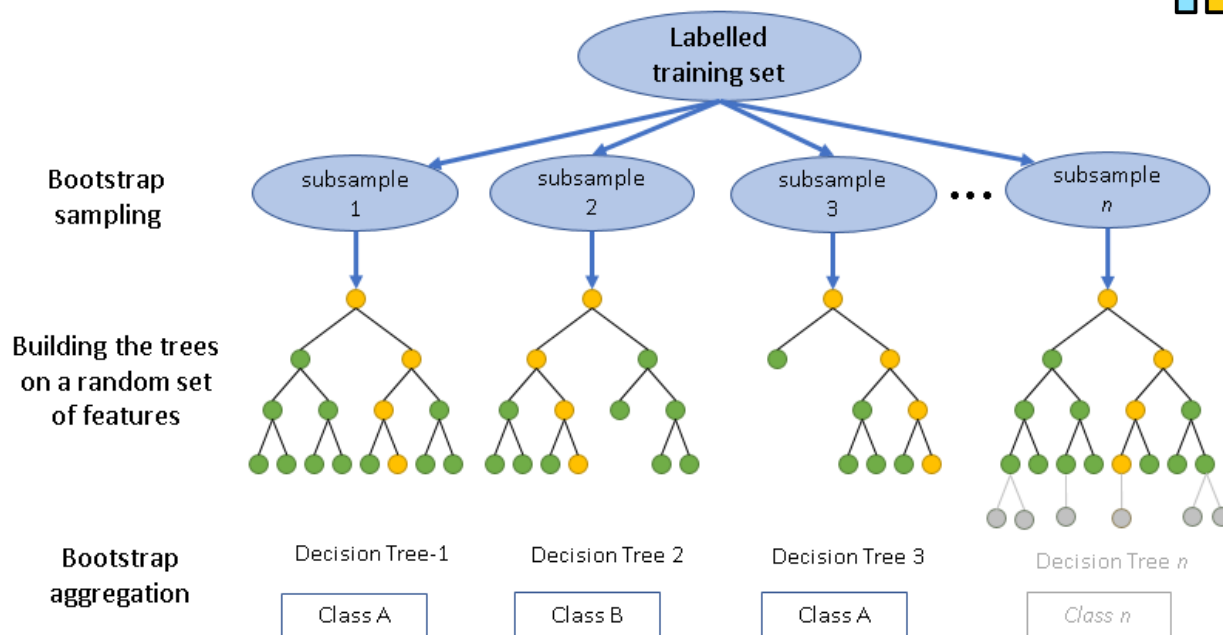 Labelled
training set
Bootstrap
sampling
subsample
1
subsample
2
subsample
3
•••
subsample
n
Building the trees
on a random set
of features
Bootstrap
aggregation
Decision Tree-1
Decision Tree 2
Decision Tree 3
Decision Tree n
Class A
Class B
Class A
Class n